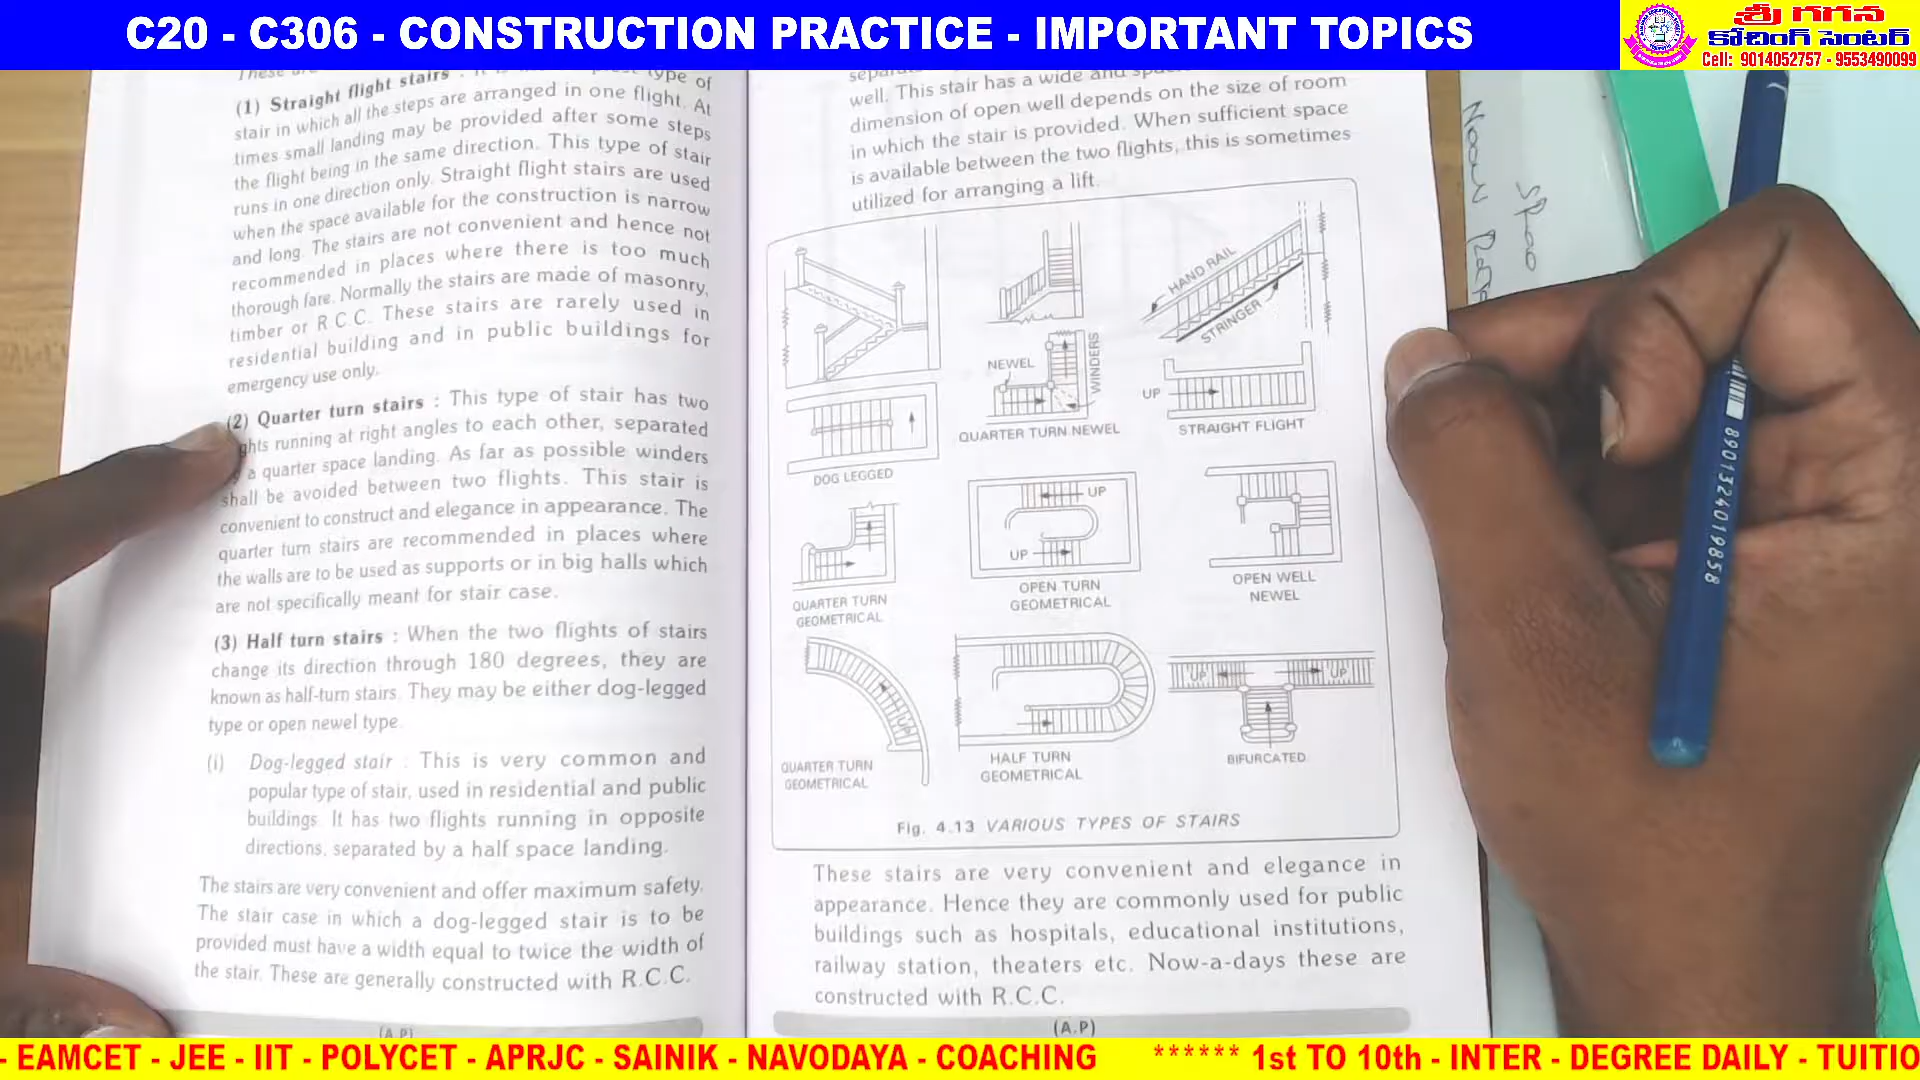 C20 - C306 - CONSTRUCTION PRACTICE - IMPORTANT TOPICS
శ్రీ గగన
కోచింగ్ సెంటర్
Cell: 9014052757 - 9553490099
These
(1) Straight flight stairs : type of
stair in which all the steps are arranged in one flight. At
times small landing may be provided after some steps
the flight being in the same direction. This type of stair
runs in one direction only. Straight flight stairs are used
when the space available for the construction is narrow
and long. The stairs are not convenient and hence not
recommended in places where there is too much
thorough fare. Normally the stairs are made of masonry,
timber or R.C.C. These stairs are rarely used in
residential building and in public buildings for
emergency use only.
(2) Quarter turn stairs : This type of stair has two
ghts running at right angles to each other, separated
a quarter space landing. As far as possible winders
shall be avoided between two flights. This stair is
convenient to construct and elegance in appearance. The
quarter turn stairs are recommended in places where
the walls are to be used as supports or in big halls which
are not specifically meant for stair case.
(3) Half turn stairs : When the two flights of stairs
change its direction through 180 degrees, they are
known as half-turn stairs. They may be either dog-legged
type or open newel type.
(i) Dog-legged stair : This is very common and
popular type of stair, used in residential and public
buildings. It has two flights running in opposite
directions, separated by a half space landing.
The stairs are very convenient and offer maximum safety.
The stair case in which a dog-legged stair is to be
provided must have a width equal to twice the width of
the stair. These are generally constructed with R.C.C.
(A.P)
well. This stair has a wide and
dimension of open well depends on the size of room
in which the stair is provided. When sufficient space
is available between the two flights, this is sometimes
utilized for arranging a lift.
HAND RAIL
STRINGER
NEWEL
WINDERS
UP
DOG LEGGED
QUARTER TURN NEWEL
STRAIGHT FLIGHT
UP
UP
QUARTER TURN
GEOMETRICAL
OPEN TURN
GEOMETRICAL
OPEN WELL
NEWEL
UP
UP
UP
QUARTER TURN
GEOMETRICAL
HALF TURN
GEOMETRICAL
BIFURCATED
Fig. 4.13 VARIOUS TYPES OF STAIRS
These stairs are very convenient and elegance in
appearance. Hence they are commonly used for public
buildings such as hospitals, educational institutions,
railway station, theaters etc. Now-a-days these are
constructed with R.C.C.
(A.P)
8901324019858
- EAMCET - JEE - IIT - POLYCET - APRJC - SAINIK - NAVODAYA - COACHING ****** 1st TO 10th - INTER - DEGREE DAILY - TUITIO